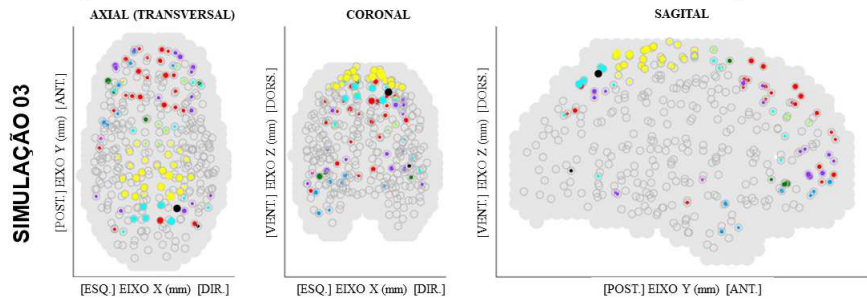 AXIAL (TRANSVERSAL)
CORONAL
SAGITAL
SIMULAÇÃO 03
[POST.] EIXO Y (mm) [ANT.]
[VENT.] EIXO Z (mm) [DORS.]
[VENT.] EIXO Z (mm) [DORS.]
[ESQ.] EIXO X (mm) [DIR.]
[ESQ.] EIXO X (mm) [DIR.]
[POST.] EIXO Y (mm) [ANT.]